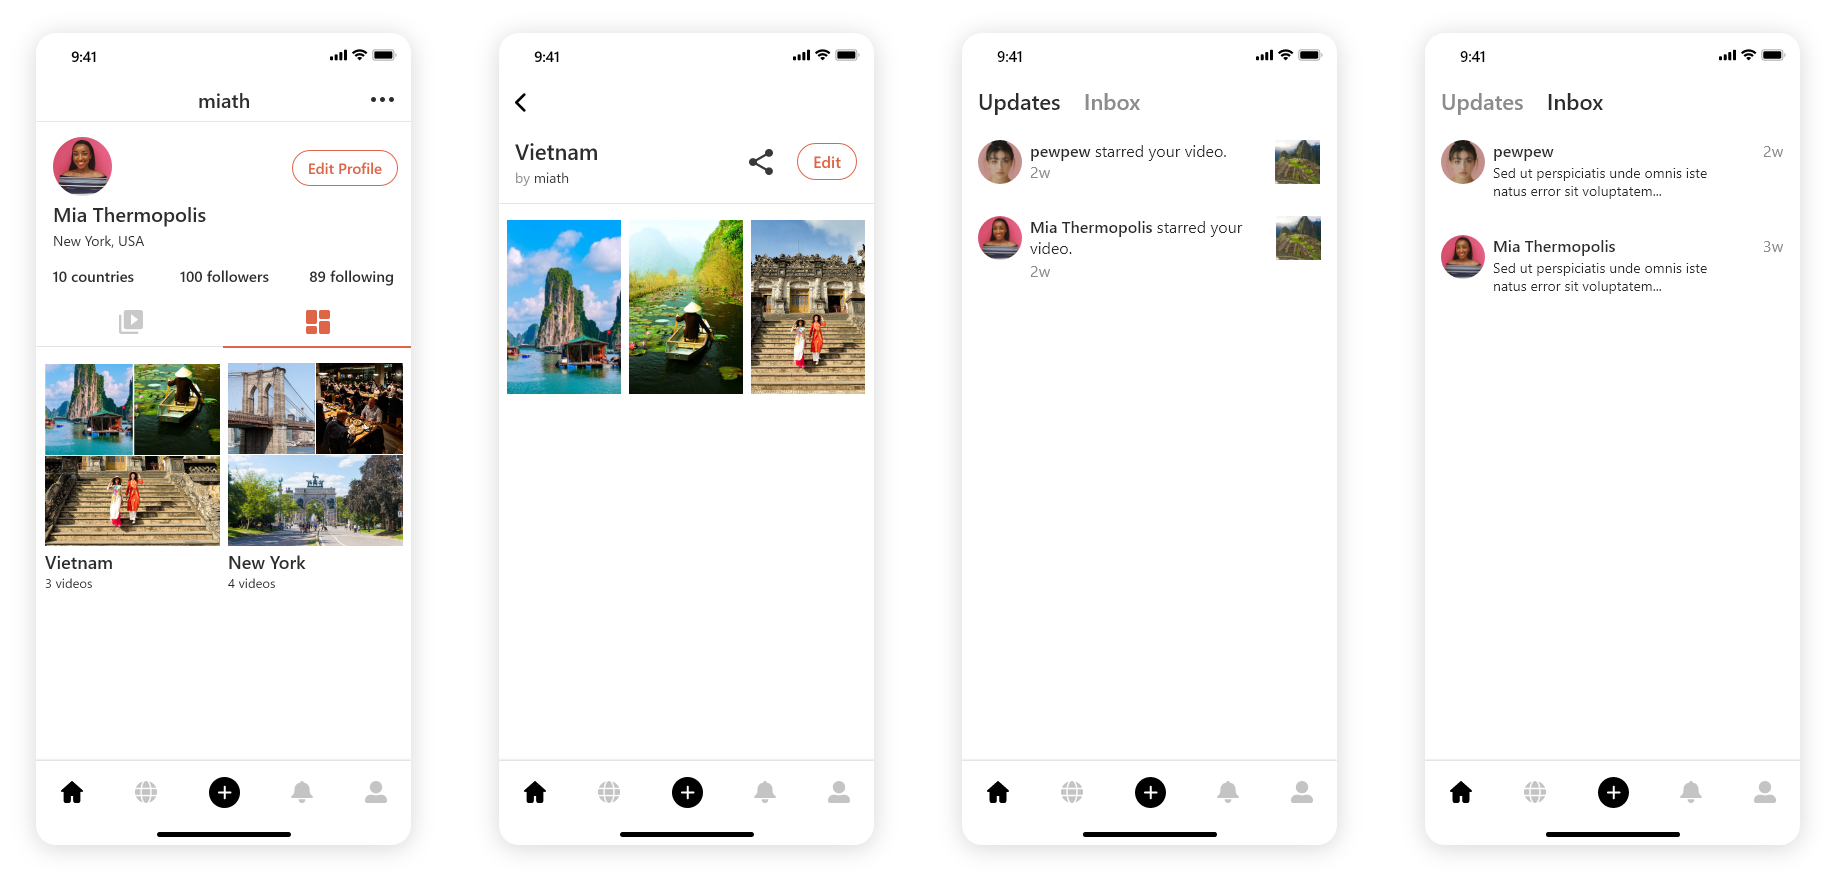 9:41
miath
Edit Profile
Mia Thermopolis
New York, USA
10 countries 100 followers 89 following
Vietnam New York
3 videos 4 videos
9:41
Vietnam
by miath
Edit
9:41
Updates Inbox
pewpew starred your video.
2w
Mia Thermopolis starred your
video.
2w
9:41
Updates Inbox
pewpew 2w
Sed ut perspiciatis unde omnis iste
natus error sit voluptatem...
Mia Thermopolis 3w
Sed ut perspiciatis unde omnis iste
natus error sit voluptatem...